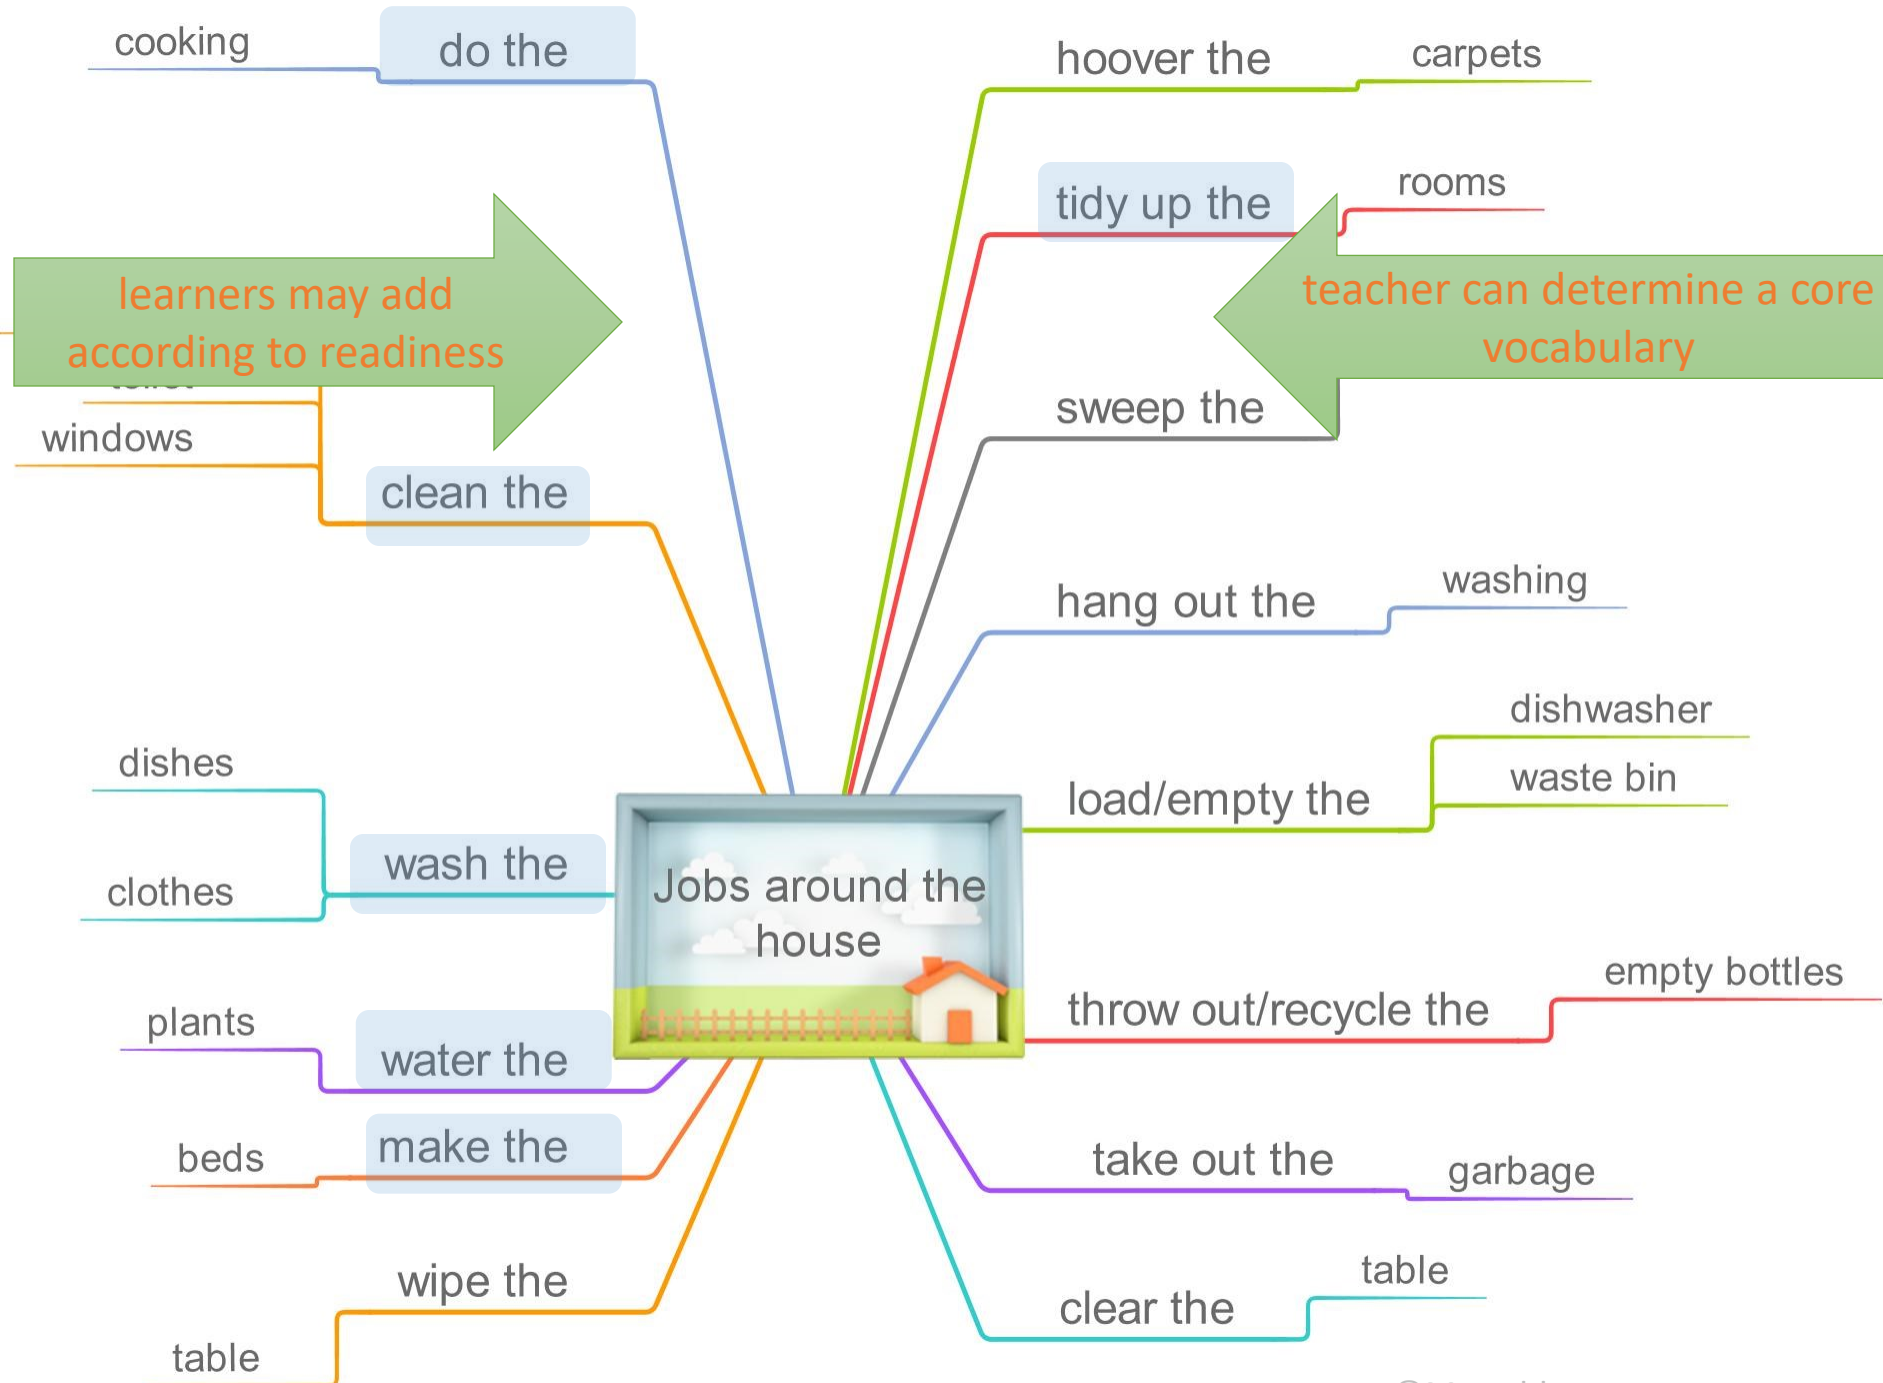 cooking
do the
learners may add
according to readiness
windows
clean the
dishes
clothes
wash the
plants
water the
beds
make the
wipe the
table
Jobs around the
house
hoover the
carpets
tidy up the
rooms
teacher can determine a core
vocabulary
sweep the
hang out the
washing
load/empty the
dishwasher
waste bin
throw out/recycle the
empty bottles
take out the
garbage
clear the
table